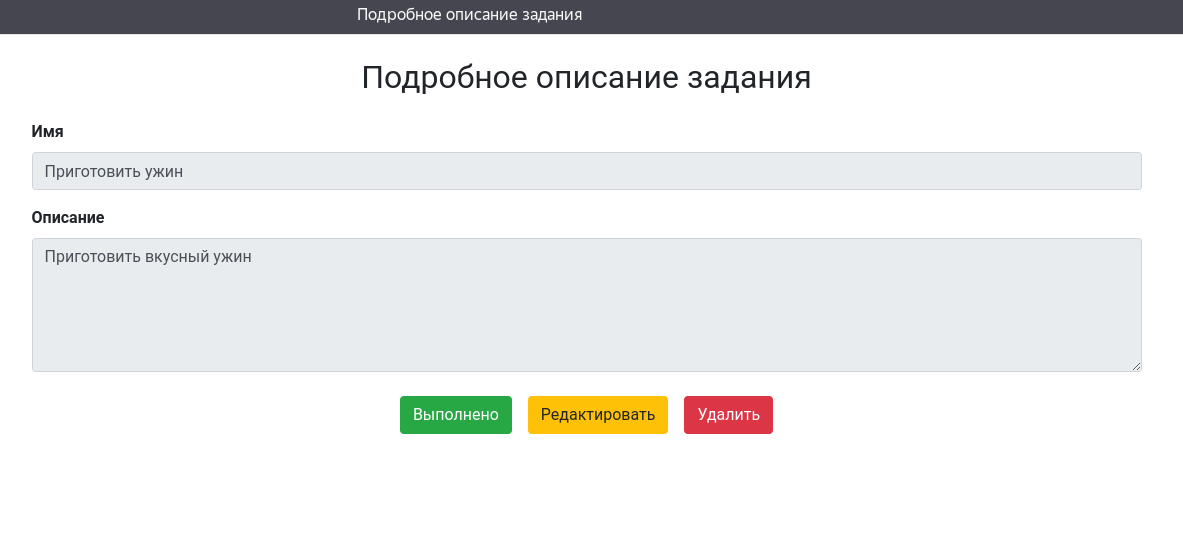 Подробное описание задания
Подробное описание задания
Имя
Приготовить ужин
Описание
Приготовить вкусный ужин
Выполнено Редактировать Удалить